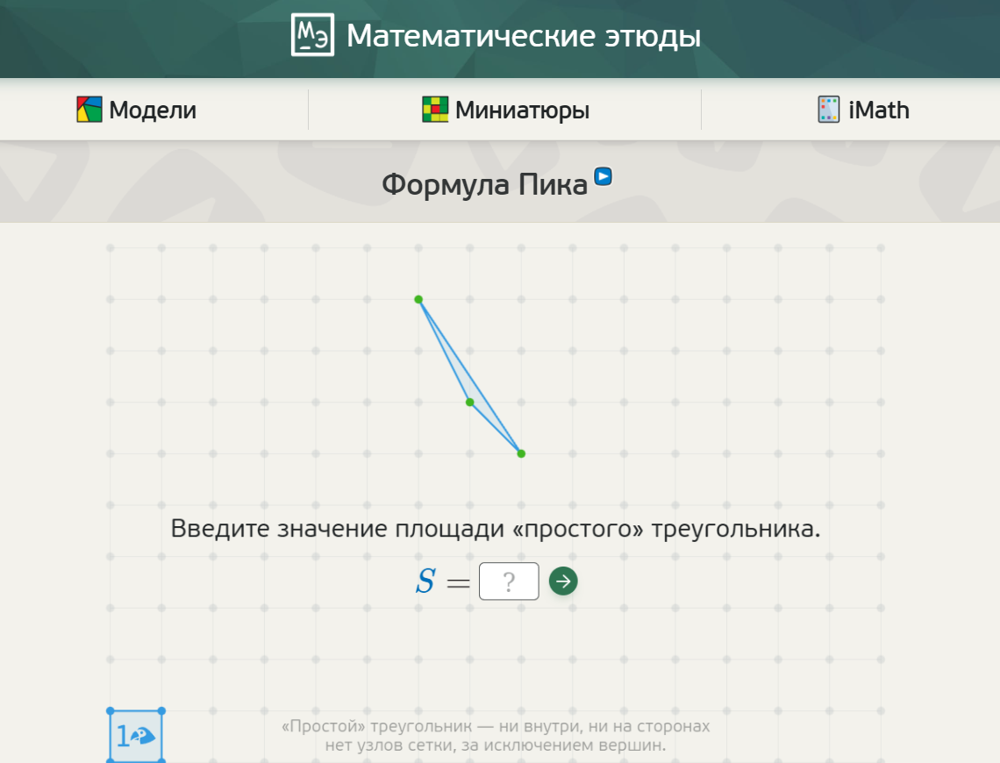 МЭ Математические этюды
Модели
Миниатюры
iMath
Формула Пика
Введите значение площади «простого» треугольника.
S = ?
1
«Простой» треугольник — ни внутри, ни на сторонах
нет узлов сетки, за исключением вершин.